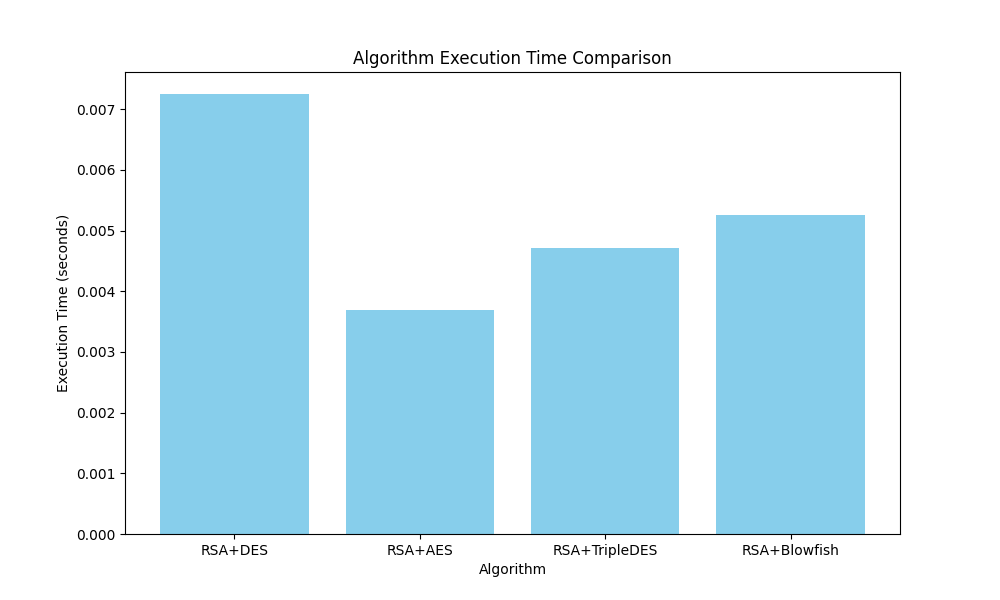 Algorithm Execution Time Comparison
Execution Time (seconds)
0.007
0.006
0.005
0.004
0.003
0.002
0.001
0.000
RSA+DES RSA+AES RSA+TripleDES RSA+Blowfish
Algorithm